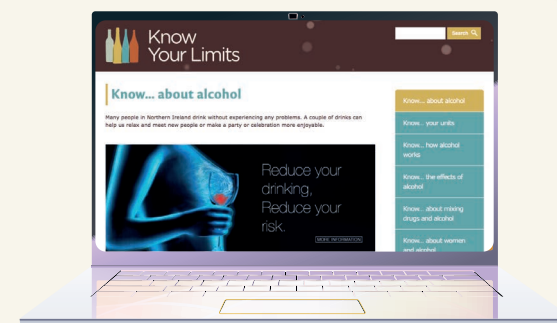 Know
Your Limits
Search
Know... about alcohol
Many people in Northern Ireland drink without experiencing any problems. A couple of drinks can
help us relax and meet new people or make a party or celebration more enjoyable.
Reduce your
drinking,
Reduce your
risk.
MORE INFORMATION
Know... about alcohol
Know... your units
Know... how alcohol
works
Know... the effects of
alcohol
Know... about mixing
drugs and alcohol
Know... about women
and alcohol